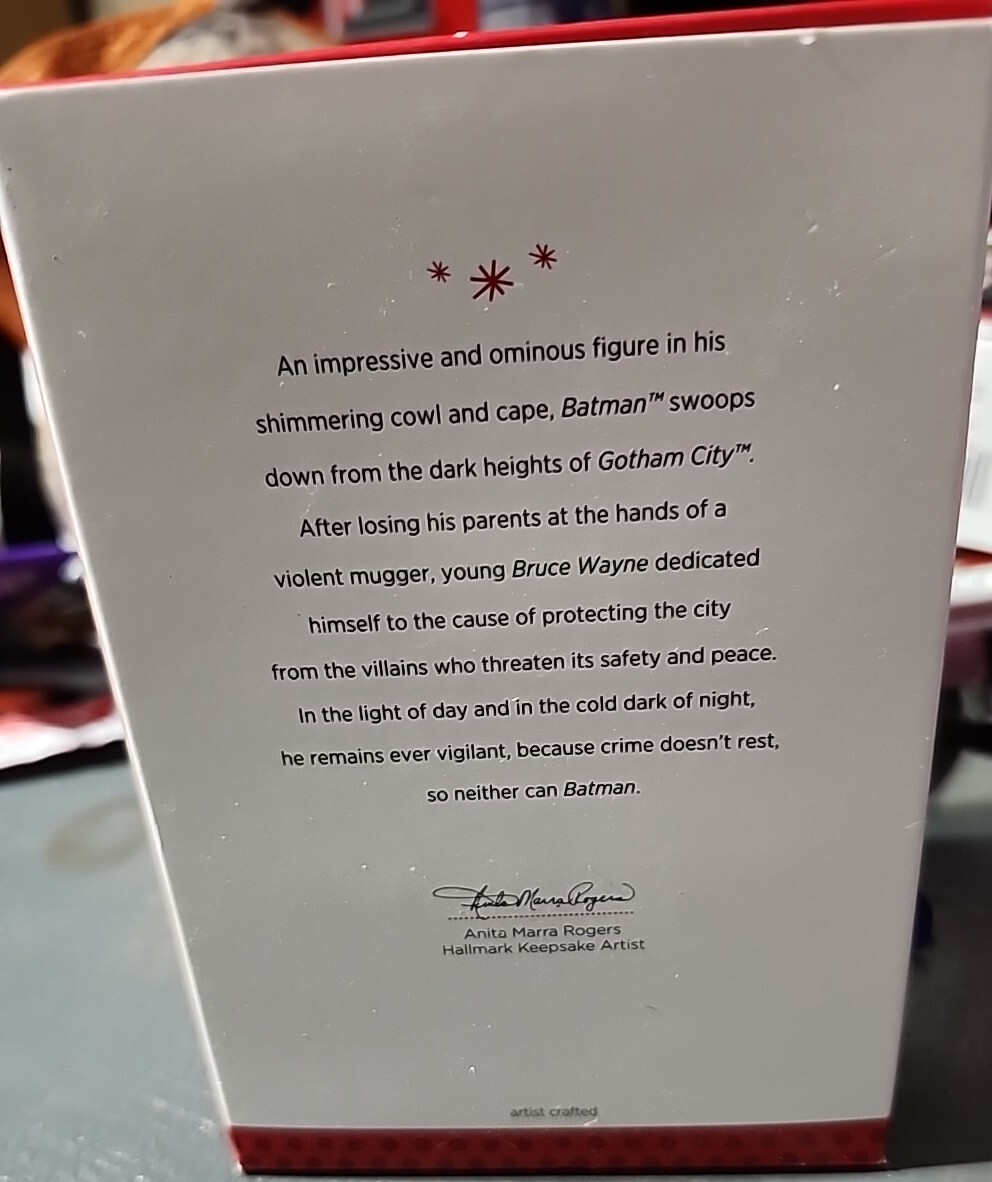 An impressive and ominous figure in his
shimmering cowl and cape, Batman™ swoops
down from the dark heights of Gotham City™.
After losing his parents at the hands of a
violent mugger, young Bruce Wayne dedicated
himself to the cause of protecting the city
from the villains who threaten its safety and peace.
In the light of day and in the cold dark of night,
he remains ever vigilant, because crime doesn't rest,
so neither can Batman.
Anita Marra Rogers
Anita Marra Rogers
Hallmark Keepsake Artist
artist crafted